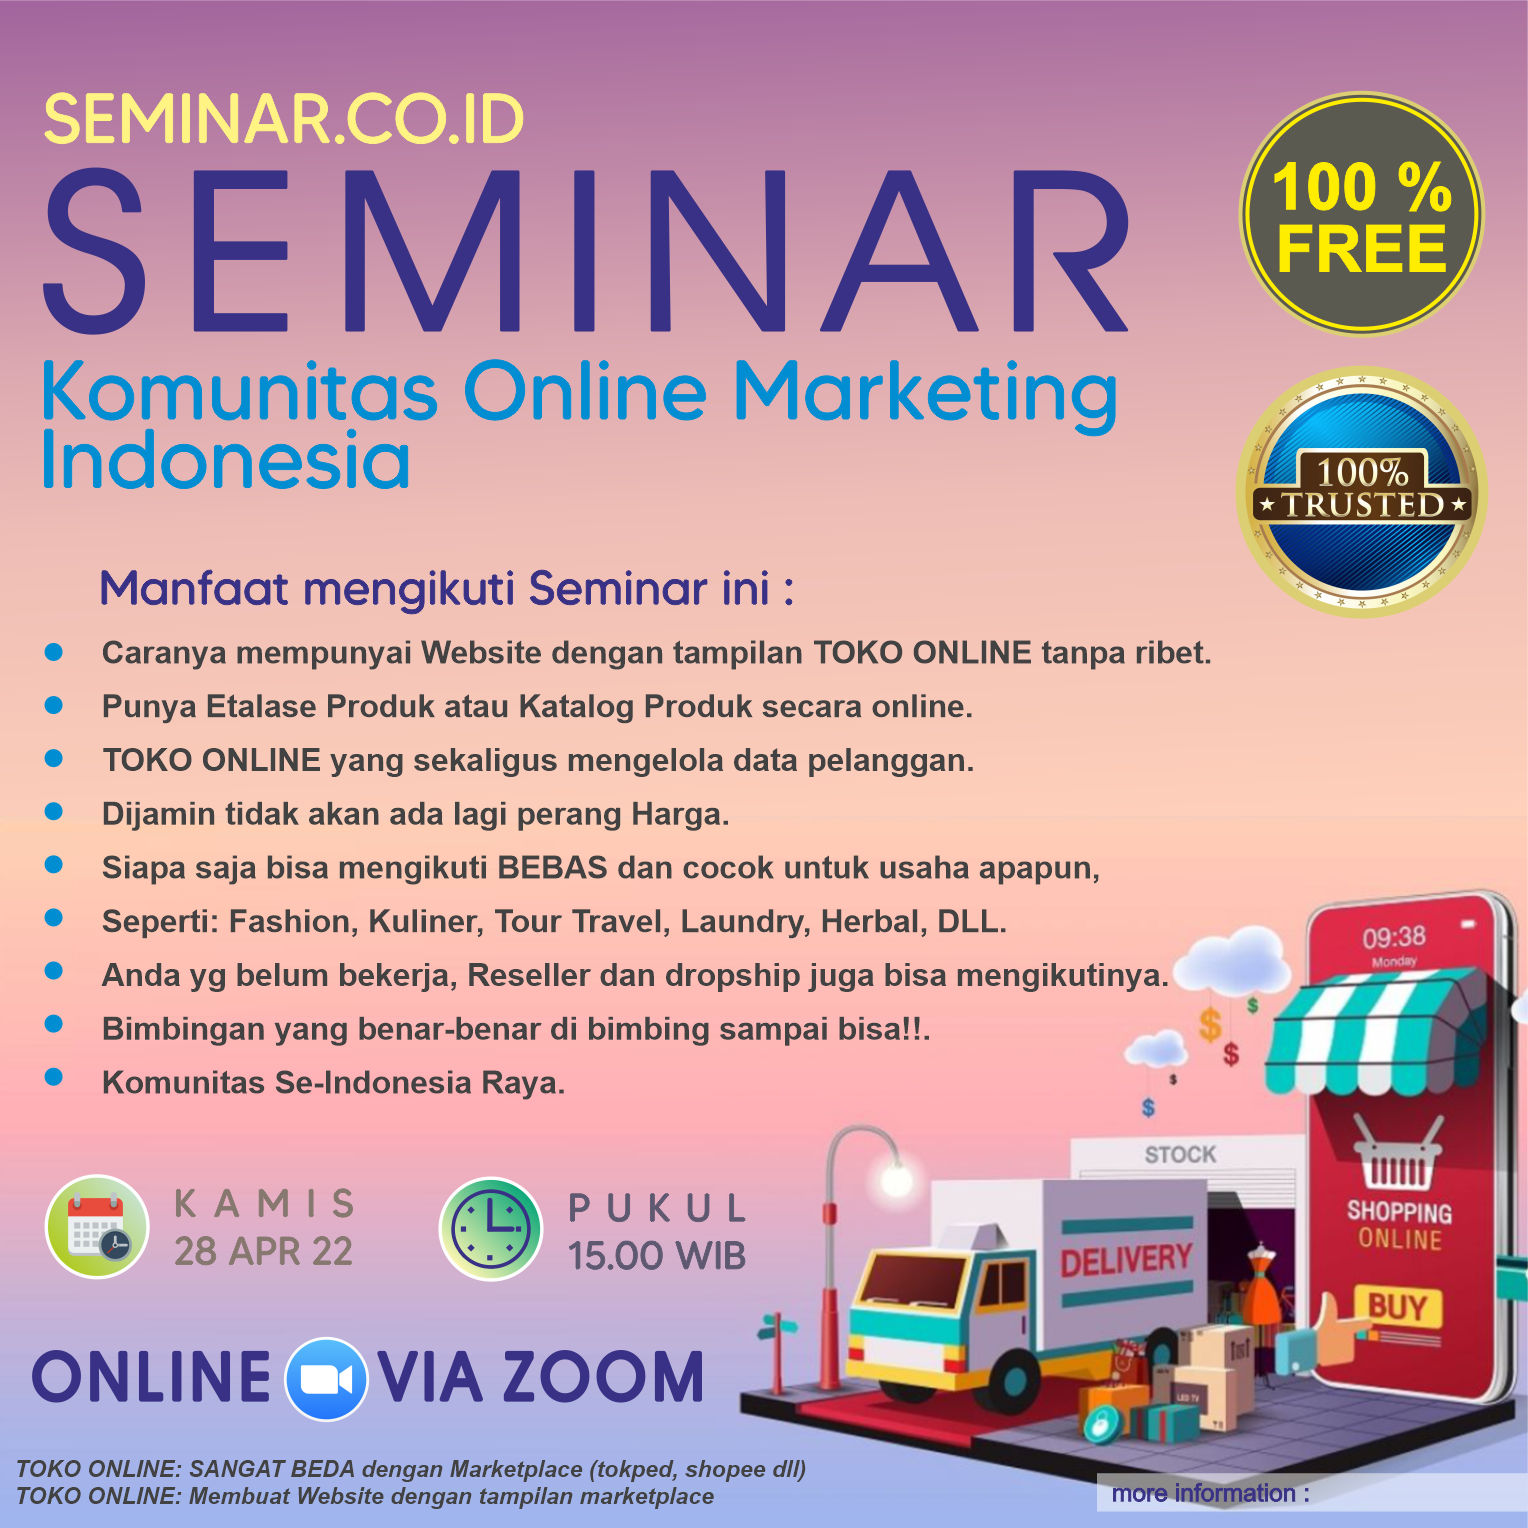 SEMINAR.CO.ID
SEMINAR
Komunitas Online Marketing
Indonesia
100 %
FREE
100%
TRUSTED
Manfaat mengikuti Seminar ini :
Caranya mempunyai Website dengan tampilan TOKO ONLINE tanpa ribet.
Punya Etalase Produk atau Katalog Produk secara online.
TOKO ONLINE yang sekaligus mengelola data pelanggan.
Dijamin tidak akan ada lagi perang Harga.
Siapa saja bisa mengikuti BEBAS dan cocok untuk usaha apapun,
Seperti: Fashion, Kuliner, Tour Travel, Laundry, Herbal, DLL.
Anda yg belum bekerja, Reseller dan dropship juga bisa mengikutinya.
Bimbingan yang benar-benar di bimbing sampai bisa!!.
Komunitas Se-Indonesia Raya.
09:38
Monday
$
$
$
$
$
STOCK
SHOPPING
ONLINE
BUY
DELIVERY
LED TV
KAMIS
28 APR 22
PUKUL
15.00 WIB
ONLINE VIA ZOOM
TOKO ONLINE: SANGAT BEDA dengan Marketplace (tokped, shopee dll)
TOKO ONLINE: Membuat Website dengan tampilan marketplace
more information :